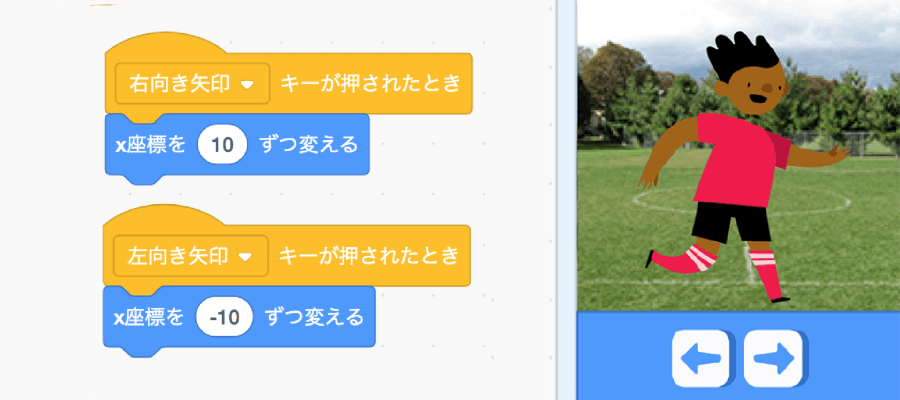 右向き矢印 キーが押されたとき
x座標を 10 ずつ変える
左向き矢印 キーが押されたとき
x座標を -10 ずつ変える